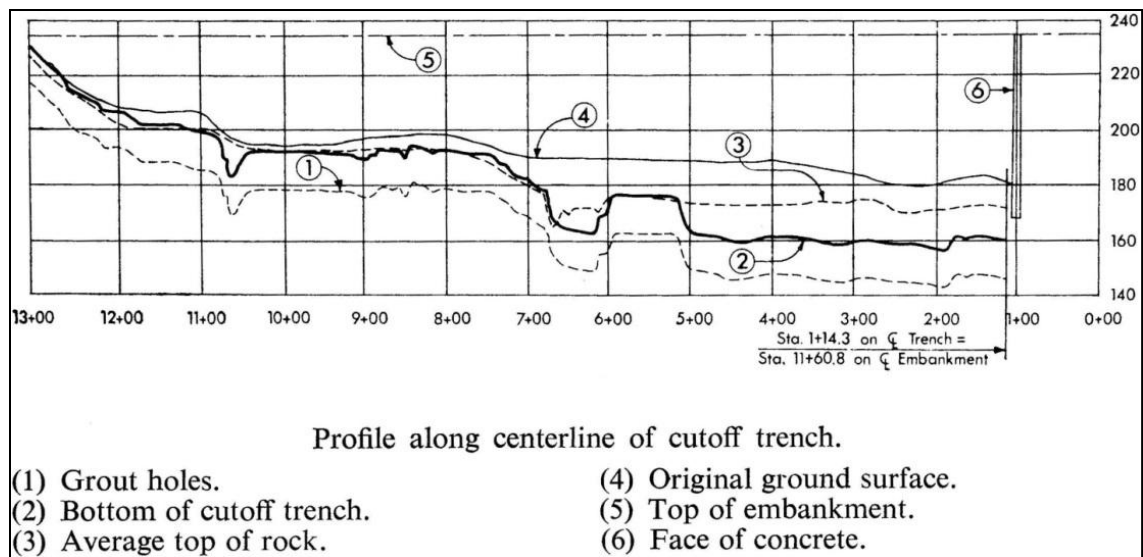 240
5
6
220
4
3
200
1
180
160
2
140
13+00 12+00 11+00 10+00 9+00 8+00 7+00 6+00 5+00 4+00 3+00 2+00 1+00 0+00
Sta. 1+14.3 on ℄ Trench =
Sta. 11+60.8 on ℄ Embankment
Profile along centerline of cutoff trench.
(1) Grout holes.
(4) Original ground surface.
(2) Bottom of cutoff trench.
(5) Top of embankment.
(3) Average top of rock.
(6) Face of concrete.